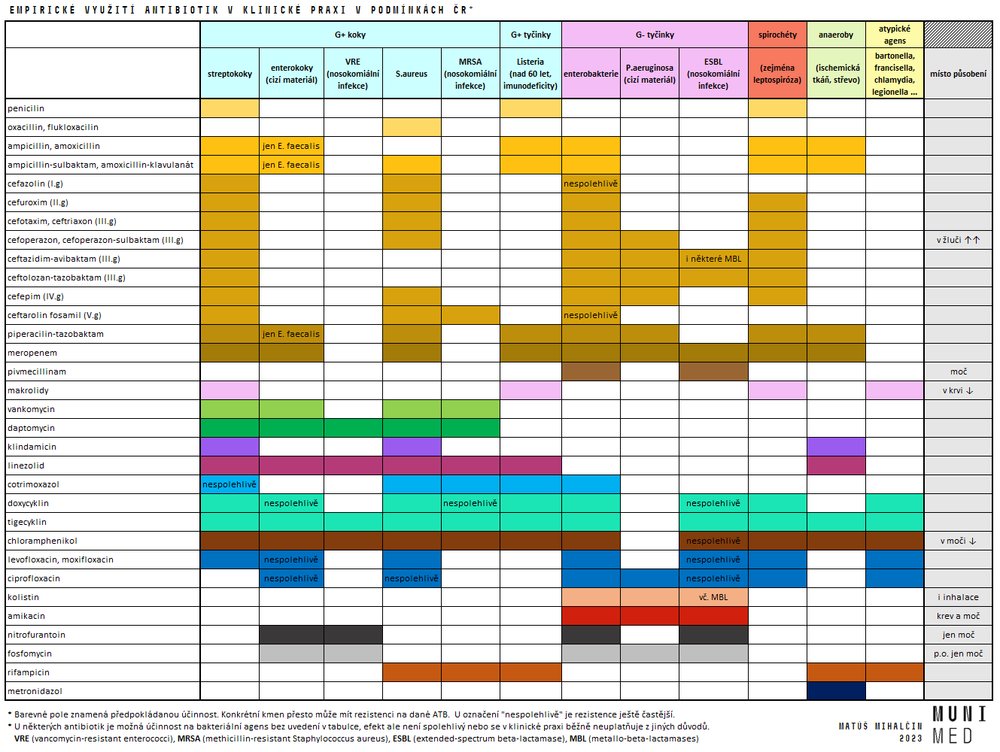 EMPIRICKÉ VYUŽITÍ ANTIBIOTIK V KLINICKÉ PRAXI V PODMÍNKÁCH ČR*
G+ koky
G+ tyčinky
G- tyčinky
spirochéty
anaeroby
atypické
agens
streptokoky
enterokoky
(cizí materiál)
VRE
(nosokomiální
infekce)
S.aureus
MRSA
(nosokomiální
infekce)
Listeria
(nad 60 let,
imunodeficity)
enterobakterie
P.aeruginosa
(cizí materiál)
ESBL
(nosokomiální
infekce)
(zejména
leptospiróza)
(ischemická
tkáň, střevo)
bartonella,
francisella,
chlamydia,
legionella ...
místo působení
penicilin
oxacillin, flukloxacilin
ampicillin, amoxicillin jen E. faecalis
ampicillin-sulbaktam, amoxicillin-klavulanát jen E. faecalis
cefazolin (I.g) nespolehlivě
cefuroxim (II.g)
cefotaxim, ceftriaxon (III.g)
cefoperazon, cefoperazon-sulbaktam (III.g) v žluči ↑↑
ceftazidim-avibaktam (III.g) i některé MBL
ceftolozan-tazobaktam (III.g)
cefepim (IV.g)
ceftarolin fosamil (V.g) nespolehlivě
piperacilin-tazobaktam jen E. faecalis
meropenem
pivmecillinam moč
makrolidy v krvi ↓
vankomycin
daptomycin
klindamicin
linezolid
cotrimoxazol nespolehlivě
doxycyklin nespolehlivě nespolehlivě nespolehlivě
tigecyklin
chloramphenikol nespolehlivě v moči ↓
levofloxacin, moxifloxacin nespolehlivě nespolehlivě
ciprofloxacin nespolehlivě nespolehlivě nespolehlivě
kolistin vč. MBL i inhalace
amikacin krev a moč
nitrofurantoin jen moč
fosfomycin p.o. jen moč
rifampicin
metronidazol
* Barevné pole znamená předpokládanou účinnost. Konkrétní kmen přesto může mít rezistenci na dané ATB. U označení "nespolehlivě" je rezistence ještě častější.
* U některých antibiotik je možná účinnost na bakteriální agens bez uvedení v tabulce, efekt ale není spolehlivý nebo se v klinické praxi běžně neuplatňuje z jiných důvodů.
VRE (vancomycin-resistant enterococci), MRSA (methicillin-resistant Staphylococcus aureus), ESBL (extended-spectrum beta-lactamase), MBL (metallo-beta-lactamases)
MATÚŠ MIHALČIN
2023
MUNI
MED